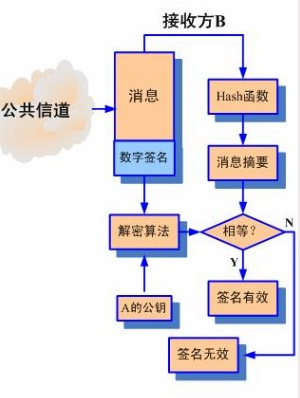 接收方B
公共信道
消息
Hash函数
数字签名
消息摘要
解密算法
相等?
N
Y
A的公钥
签名有效
签名无效